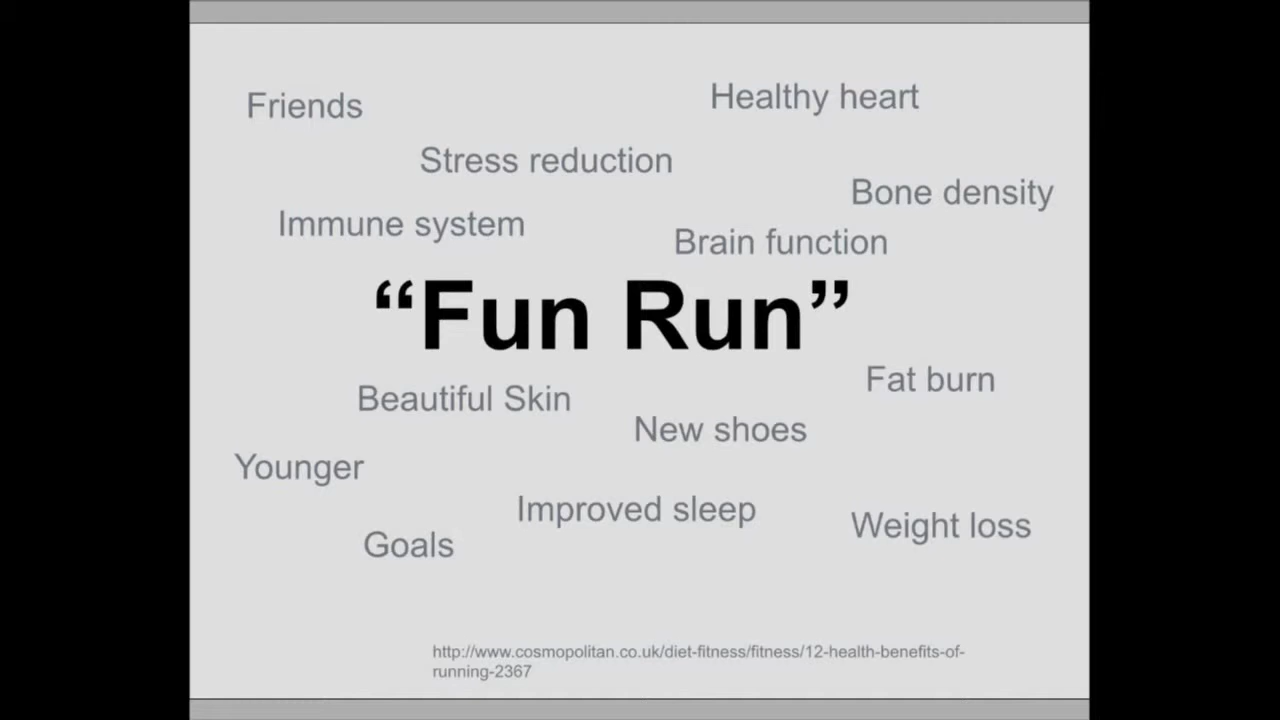 Friends
Healthy heart
Stress reduction
Bone density
Immune system
Brain function
“Fun Run”
Fat burn
Beautiful Skin
New shoes
Younger
Improved sleep
Weight loss
Goals
http://www.cosmopolitan.co.uk/diet-fitness/fitness/12-health-benefits-of-
running-2367